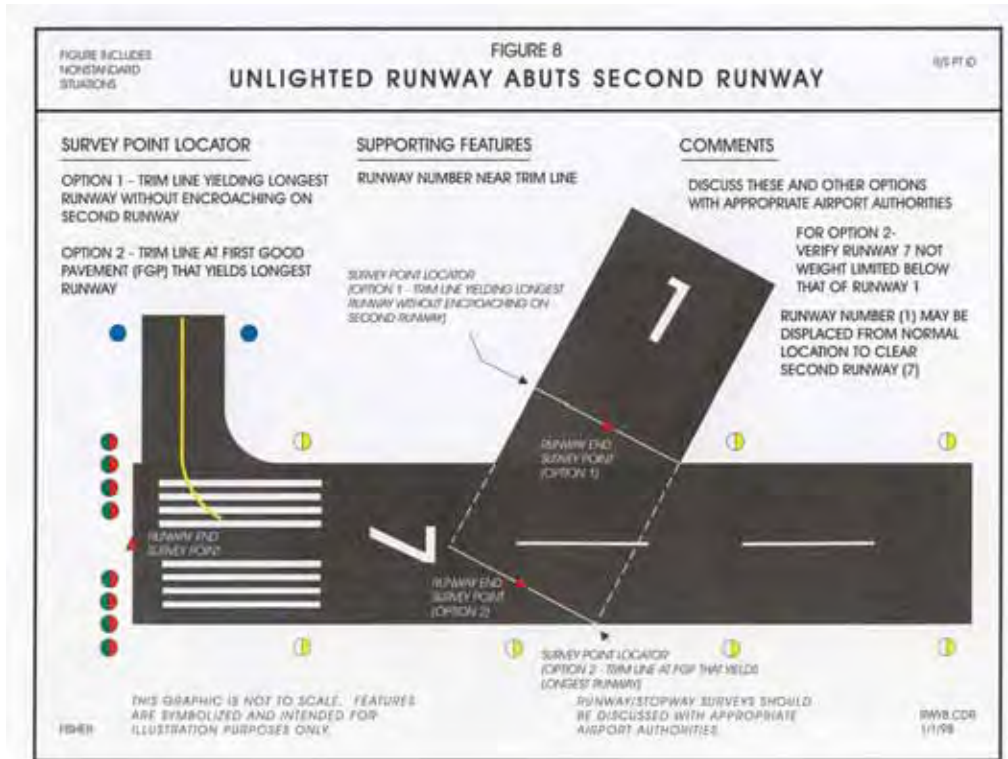 FIGURE INCLUDES
NONSTANDARD
SITUATIONS
FIGURE 8
UNLIGHTED RUNWAY ABUTS SECOND RUNWAY
R/S PT ID
SURVEY POINT LOCATOR
OPTION 1 - TRIM LINE YIELDING LONGEST
RUNWAY WITHOUT ENCROACHING ON
SECOND RUNWAY
OPTION 2 - TRIM LINE AT FIRST GOOD
PAVEMENT (FGP) THAT YIELDS LONGEST
RUNWAY
SUPPORTING FEATURES
RUNWAY NUMBER NEAR TRIM LINE
COMMENTS
DISCUSS THESE AND OTHER OPTIONS
WITH APPROPRIATE AIRPORT AUTHORITIES
FOR OPTION 2-
VERIFY RUNWAY 7 NOT
WEIGHT LIMITED BELOW
THAT OF RUNWAY 1
RUNWAY NUMBER (1) MAY BE
DISPLACED FROM NORMAL
LOCATION TO CLEAR
SECOND RUNWAY (7)
SURVEY POINT LOCATOR
(OPTION 1 - TRIM LINE YIELDING LONGEST
RUNWAY WITHOUT ENCROACHING ON
SECOND RUNWAY)
1
RUNWAY END
SURVEY POINT
(OPTION 1)
RUNWAY END
SURVEY POINT
7
RUNWAY END
SURVEY POINT
(OPTION 2)
SURVEY POINT LOCATOR
(OPTION 2 - TRIM LINE AT FGP THAT YIELDS
LONGEST RUNWAY)
THIS GRAPHIC IS NOT TO SCALE. FEATURES
ARE SYMBOLIZED AND INTENDED FOR
ILLUSTRATION PURPOSES ONLY.
RUNWAY/STOPWAY SURVEYS SHOULD
BE DISCUSSED WITH APPROPRIATE
AIRPORT AUTHORITIES
FISHER
RWY8.CDR
1/1/98